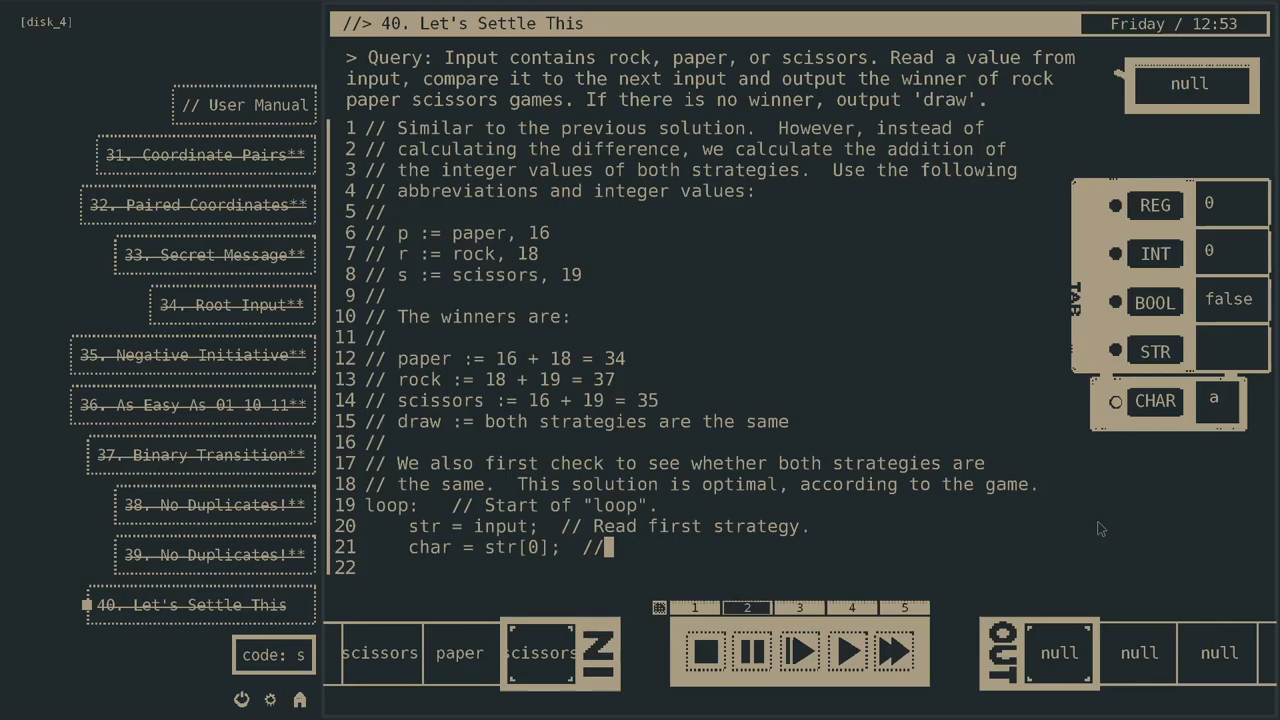 [disk_4]
// User Manual
31. Coordinate Pairs**
32. Paired Coordinates**
33. Secret Message**
34. Root Input**
35. Negative Initiative**
36. As Easy As 01 10 11**
37. Binary Transition**
38. No Duplicates!**
39. No Duplicates!**
40. Let's Settle This
code: s
//> 40. Let's Settle This
Friday / 12:53
> Query: Input contains rock, paper, or scissors. Read a value from
input, compare it to the next input and output the winner of rock
paper scissors games. If there is no winner, output 'draw'.
1 // Similar to the previous solution.  However, instead of
2 // calculating the difference, we calculate the addition of
3 // the integer values of both strategies.  Use the following
4 // abbreviations and integer values:
5 //
6 // p := paper, 16
7 // r := rock, 18
8 // s := scissors, 19
9 //
10 // The winners are:
11 //
12 // paper := 16 + 18 = 34
13 // rock := 18 + 19 = 37
14 // scissors := 16 + 19 = 35
15 // draw := both strategies are the same
16 //
17 // We also first check to see whether both strategies are
18 // the same.  This solution is optimal, according to the game.
19 loop:   // Start of "loop".
20     str = input;  // Read first strategy.
21     char = str[0];  //
22
null
TAB
REG 0
INT 0
BOOL false
STR
CHAR a
1 2 3 4 5
scissors paper scissors IN
OUT null null null